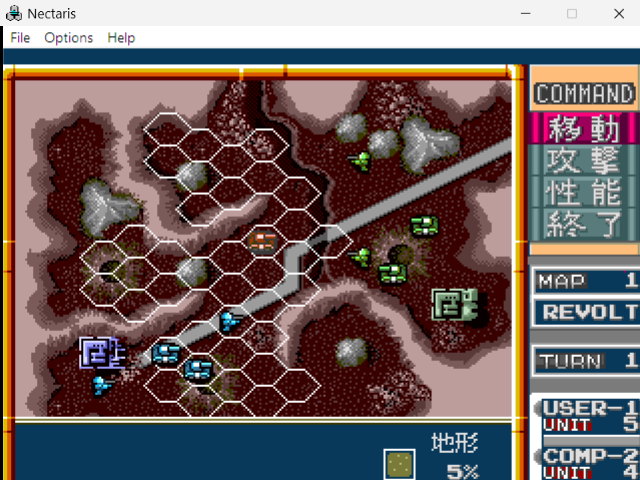 Nectaris
File Options Help
COMMAND
移動
攻撃
性能
終了
MAP 1
REVOLT
TURN 1
USER-1
UNIT 5
COMP-2
UNIT 4
地形
5%